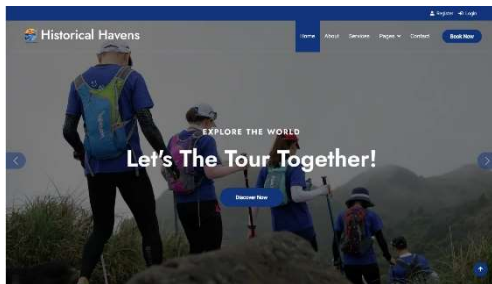 Register Login
Historical Havens
Home About Services Pages Contact Book Now
EXPLORE THE WORLD
Let's The Tour Together!
Discover Now